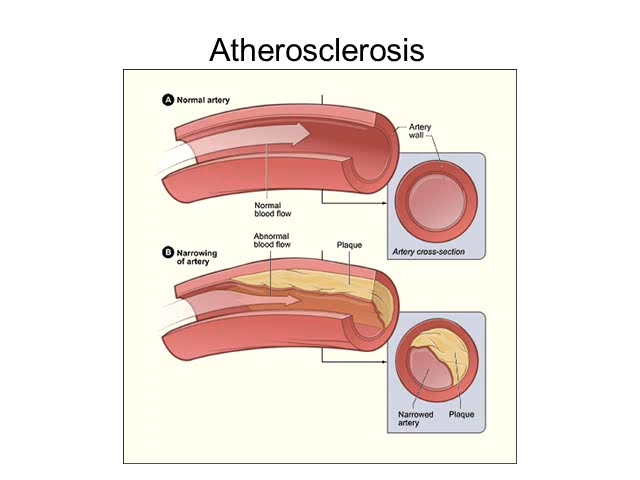 Atherosclerosis
A Normal artery
Artery
wall
Normal
blood flow
Artery cross-section
B Narrowing
of artery
Abnormal
blood flow
Plaque
Narrowed
artery
Plaque